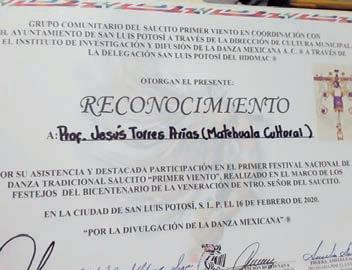 GRUPO COMUNITARIO DEL SAUCITO PRIMER VIENTO EN COORDINACIÓN CON
H. AYUNTAMIENTO DE SAN LUIS POTOSÍ A TRAVÉS DE DIRECCIÓN DE CULTURA MUNICIPAL
EL INSTITUTO DE INVESTIGACIÓN Y DIFUSIÓN DE LA DANZA MEXICANA A. C. ® A TRAVÉS DE
LA DELEGACIÓN SAN LUIS POTOSÍ DEL IIDDMAC ®
OTORGAN EL PRESENTE:
RECONOCIMIENTO
A: Prof. Jesús Torres Arias (Matehuala Cultural)
POR SU ASISTENCIA Y DESTACADA PARTICIPACIÓN EN EL PRIMER FESTIVAL NACIONAL DE
DANZA TRADICIONAL SAUCITO "PRIMER VIENTO", REALIZADO EN EL MARCO DE LOS
FESTEJOS DEL BICENTENARIO DE LA VENERACIÓN DE NTRO. SEÑOR DEL SAUCITO.
EN LA CIUDAD DE SAN LUIS POTOSÍ, S. L. P. EL 16 DE FEBRERO DE 2020.
"POR LA DIVULGACIÓN DE LA DANZA MEXICANA" ®